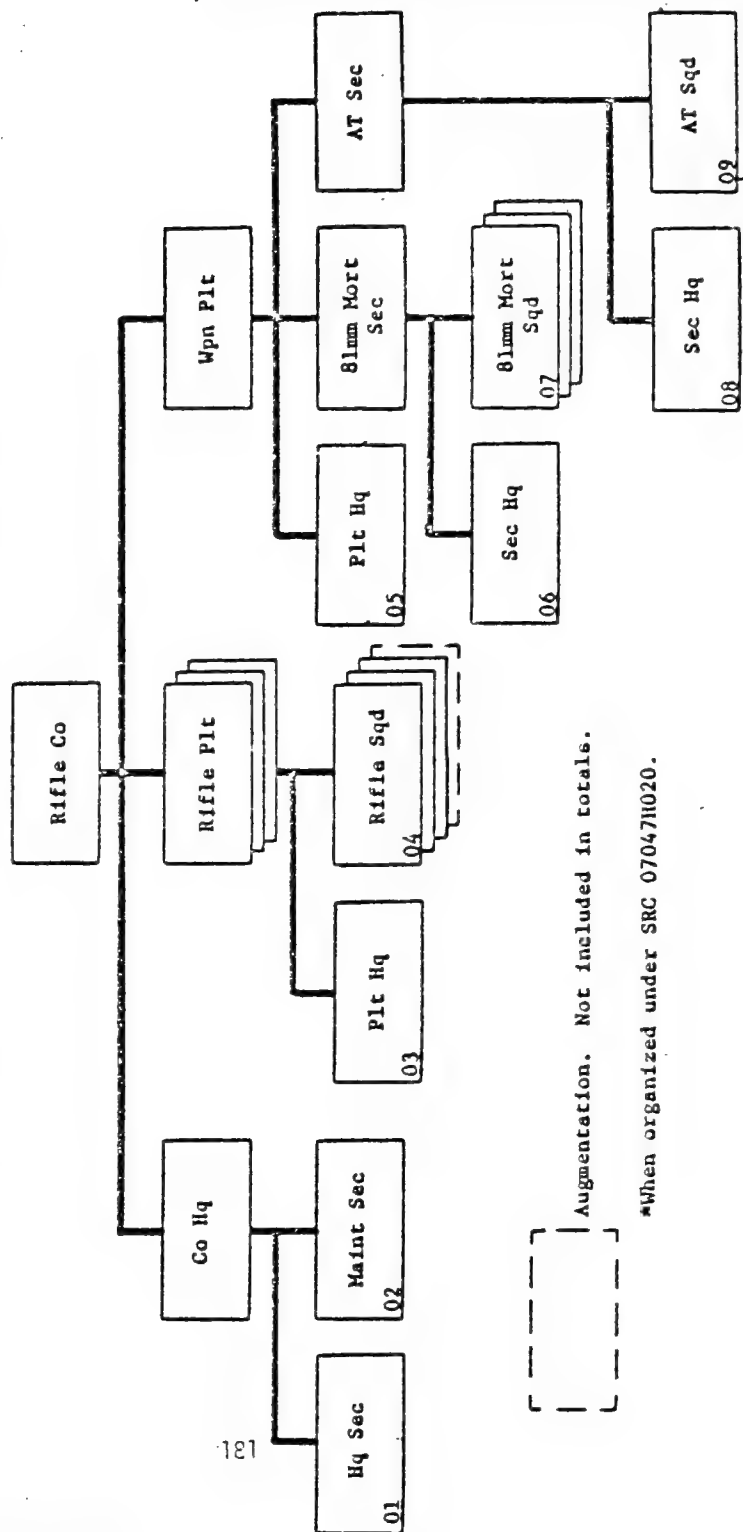 Rifle Co
Co Hq
Rifle Plt
Wpn Plt
Hq Sec
01
Maint Sec
02
Plt Hq
03
Rifle Sqd
04
Plt Hq
05
81mm Mort
Sec
AT Sec
Sec Hq
06
81mm Mort
Sqd
07
Sec Hq
08
AT Sqd
09
Augmentation. Not included in totals.
*When organized under SRC 07047H020.
181